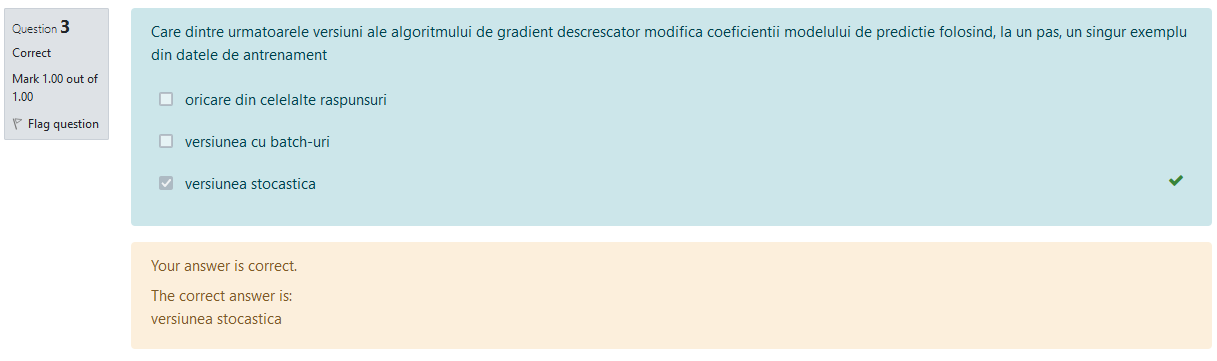 Question 3
Correct
Mark 1.00 out of
1.00
Flag question
Care dintre urmatoarele versiuni ale algoritmului de gradient descrescator modifica coeficientii modelului de predictie folosind, la un pas, un singur exemplu
din datele de antrenament
oricare din celelalte raspunsuri
versiunea cu batch-uri
versiunea stocastica
Your answer is correct.
The correct answer is:
versiunea stocastica